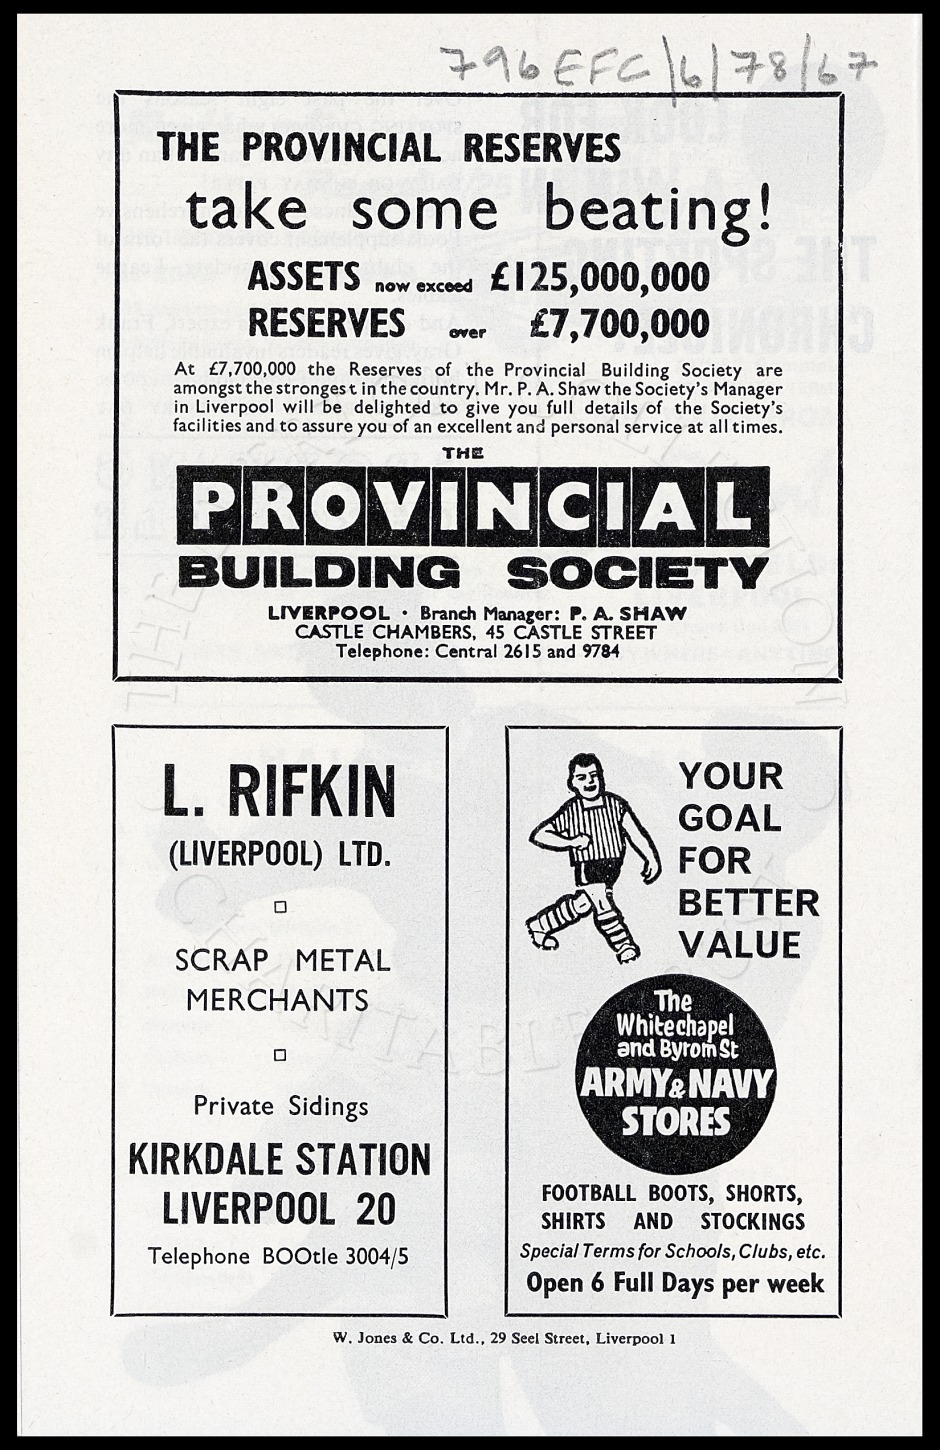 796 EFC/6/78/67
THE PROVINCIAL RESERVES
take some beating!
ASSETS now exceed £125,000,000
RESERVES over £7,700,000
At £7,700,000 the Reserves of the Provincial Building Society are
amongst the strongest in the country. Mr. P. A. Shaw the Society's Manager
in Liverpool will be delighted to give you full details of the Society's
facilities and to assure you of an excellent and personal service at all times.
THE
PROVINCIAL
BUILDING SOCIETY
LIVERPOOL · Branch Manager: P. A. SHAW
CASTLE CHAMBERS, 45 CASTLE STREET
Telephone: Central 2615 and 9784
L. RIFKIN
(LIVERPOOL) LTD.
SCRAP METAL
MERCHANTS
Private Sidings
KIRKDALE STATION
LIVERPOOL 20
Telephone BOOtle 3004/5
YOUR
GOAL
FOR
BETTER
VALUE
The
Whitechapel
and Byrom St
ARMY & NAVY
STORES
FOOTBALL BOOTS, SHORTS,
SHIRTS AND STOCKINGS
Special Terms for Schools, Clubs, etc.
Open 6 Full Days per week
W. Jones & Co. Ltd., 29 Seel Street, Liverpool 1